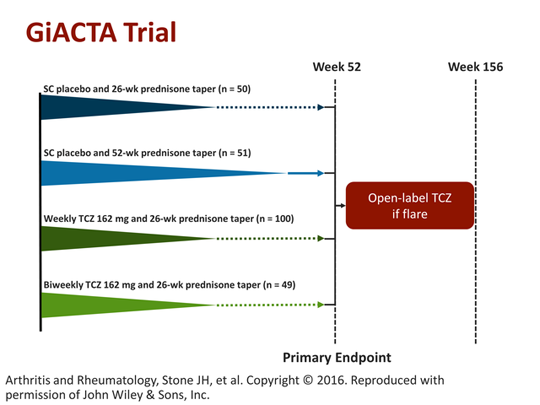 GiACTA Trial
Week 52
Week 156
SC placebo and 26-wk prednisone taper (n = 50)
SC placebo and 52-wk prednisone taper (n = 51)
Open-label TCZ
if flare
Weekly TCZ 162 mg and 26-wk prednisone taper (n = 100)
Biweekly TCZ 162 mg and 26-wk prednisone taper (n = 49)
Primary Endpoint
Arthritis and Rheumatology, Stone JH, et al. Copyright © 2016. Reproduced with
permission of John Wiley & Sons, Inc.